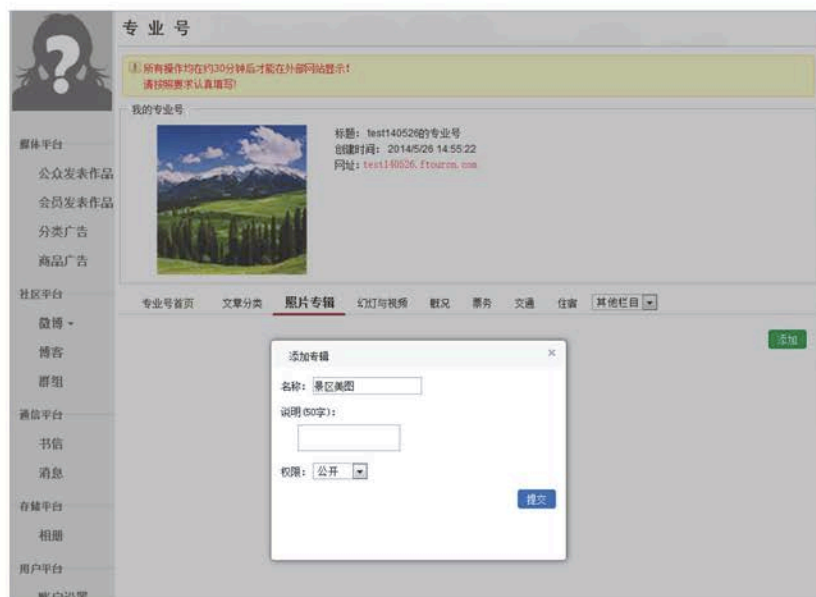 专业号
所有操作均在约30分钟后才能在外部网站显示！
请按照要求认真填写！
我的专业号
标题：test140526的专业号
创建时间：2014/5/26 14:55:22
网址：test140526.ftourcn.com
媒体平台
公众发表作品
会员发表作品
分类广告
商品广告
社区平台
微博
博客
群组
通信平台
书信
消息
存储平台
相册
用户平台
账户设置
专业号首页 文章分类 照片专辑 幻灯与视频 概况 票务 交通 住宿 其他栏目
添加
添加专辑 ×
名称：景区美图
说明(50字)：
权限：公开
提交